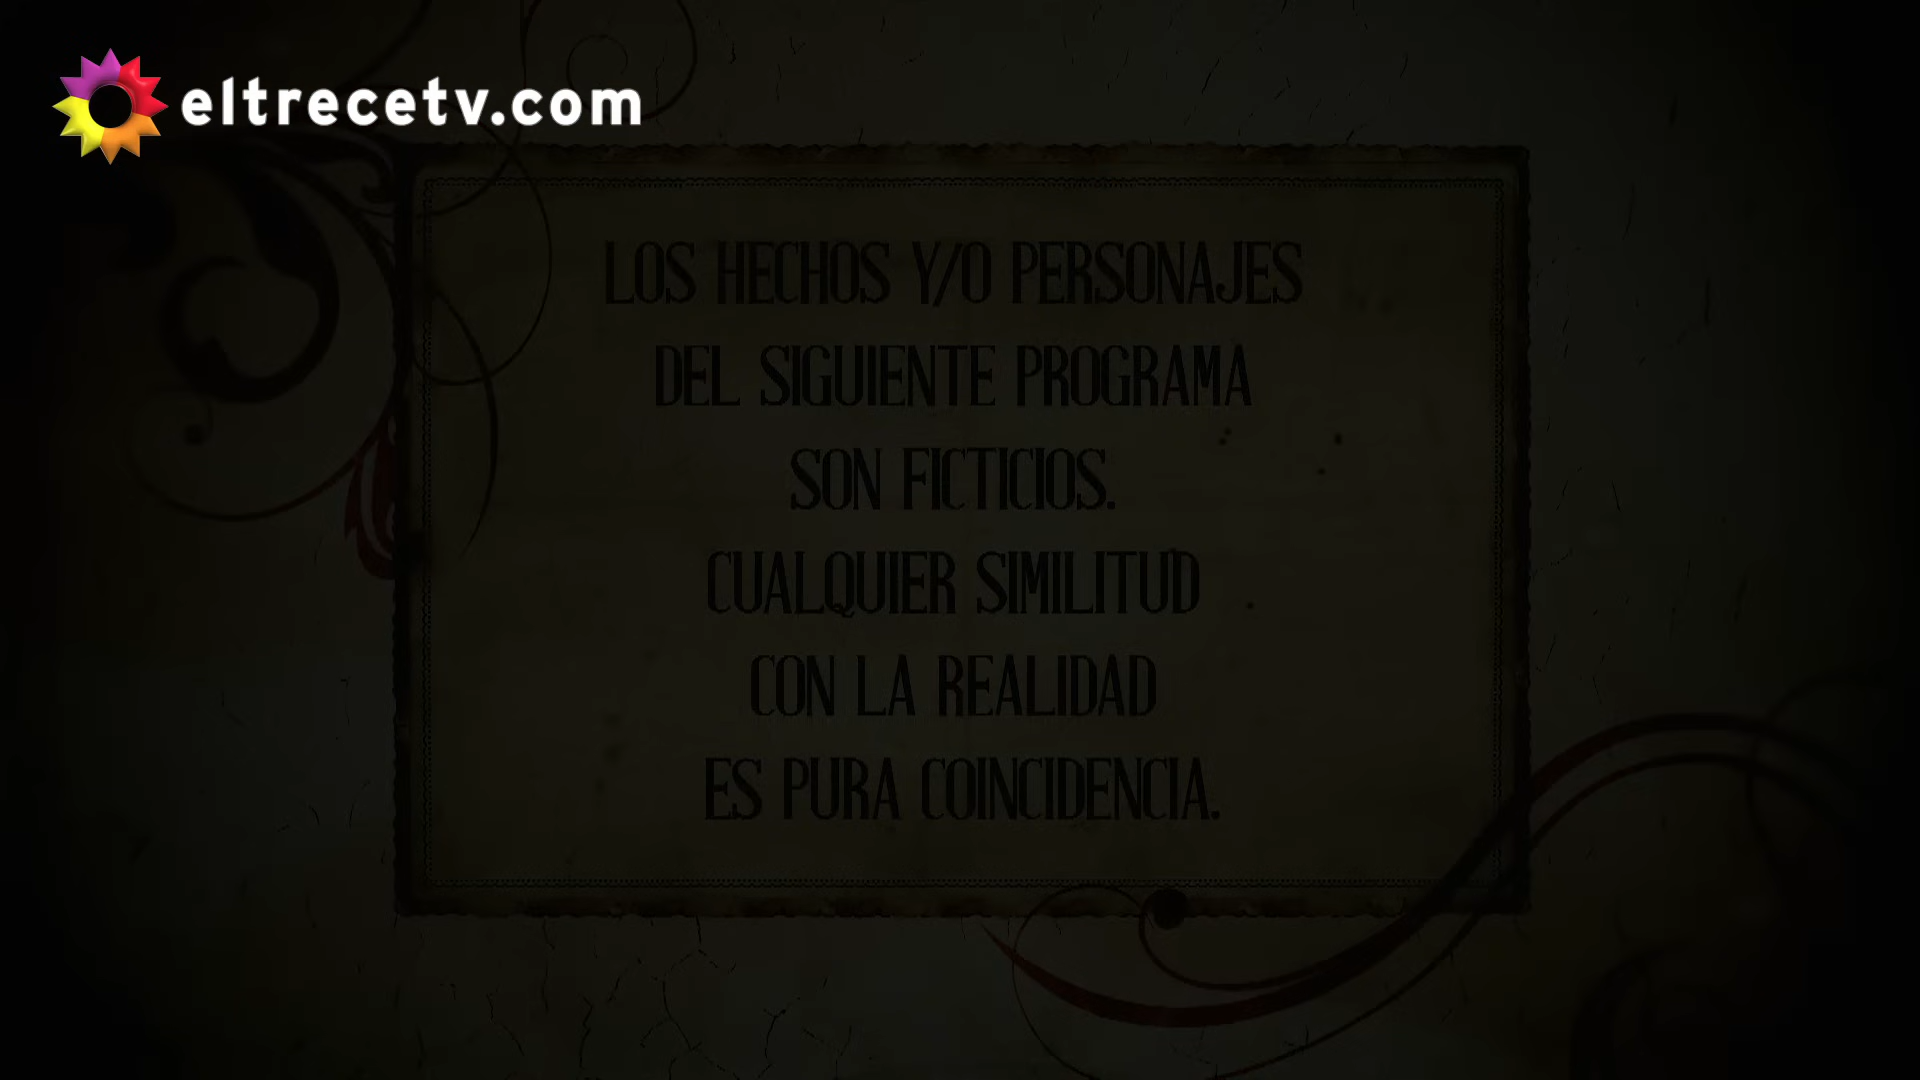 eltrecetv.com
LOS HECHOS Y/O PERSONAJES
DEL SIGUIENTE PROGRAMA
SON FICTICIOS.
CUALQUIER SIMILITUD
CON LA REALIDAD
ES PURA COINCIDENCIA.